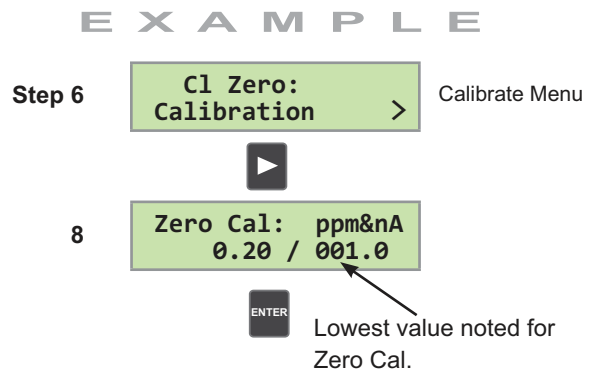 EXAMPLE
Step 6
Cl Zero:
Calibration >
Calibrate Menu
8
Zero Cal: ppm&nA
0.20 / 001.0
ENTER
Lowest value noted for
Zero Cal.